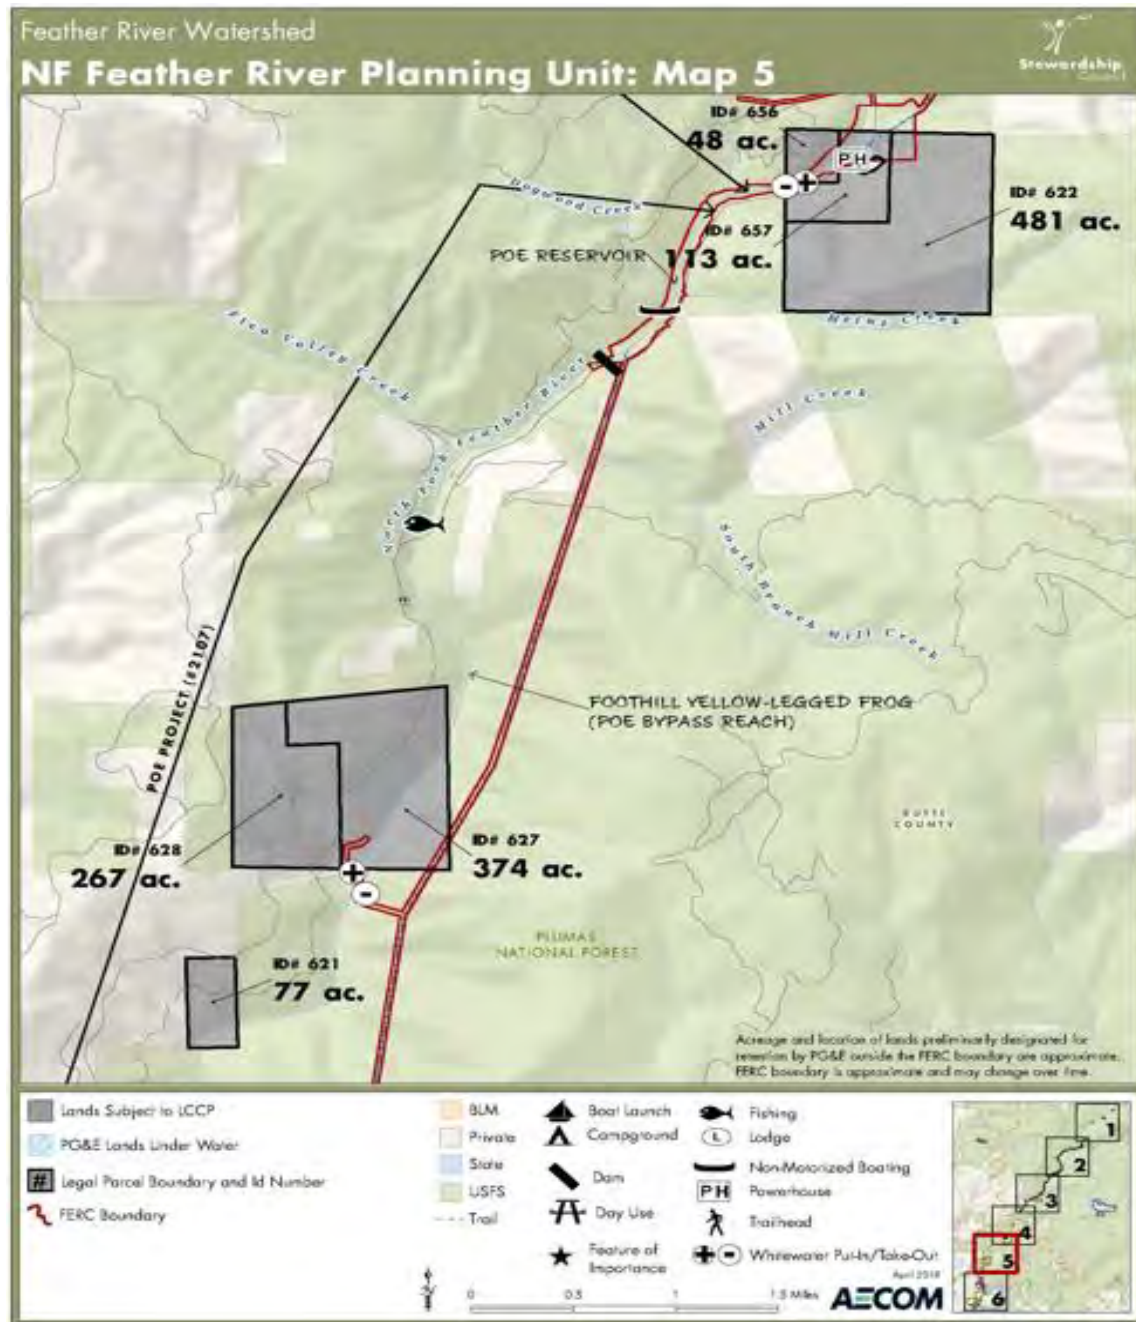 Feather River Watershed
NF Feather River Planning Unit: Map 5
Stewardship
Council
ID# 656
48 ac.
PH
ID# 622
481 ac.
Dogwood Creek
ID# 657
113 ac.
POE RESERVOIR
Flea Valley Creek
Mill Creek
North Fork Feather River
South Branch Mill Creek
POE PROJECT (62107)
FOOTHILL YELLOW-LEGGED FROG
(POE BYPASS REACH)
BUTTE
COUNTY
ID# 628
267 ac.
ID# 627
374 ac.
PLUMAS
NATIONAL FOREST
ID# 621
77 ac.
Acreage and location of lands preliminarily designated for
retention by PG&E outside the FERC boundary are approximate.
FERC boundary is approximate and may change over time.
Lands Subject to LCCP
PG&E Lands Under Water
# Legal Parcel Boundary and Id Number
FERC Boundary
BLM
Private
State
USFS
Trail
Boat Launch
Campground
Dam
Day Use
Feature of
Importance
Fishing
L Lodge
Non-Motorized Boating
PH Powerhouse
Trailhead
Whitewater Put-In/Take-Out
0 0.5 1 1.5 Miles
AECOM
1
2
3
4
5
6